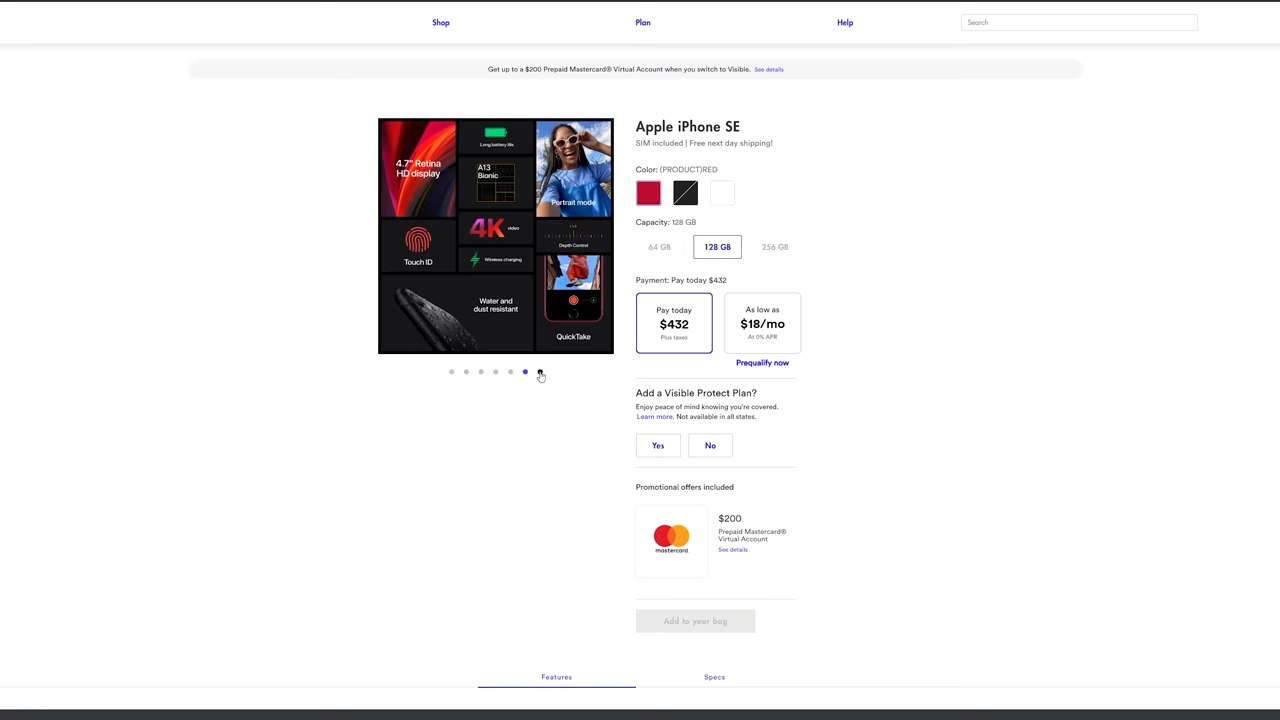 Shop
Plan
Help
Search
Get up to a $200 Prepaid Mastercard® Virtual Account when you switch to Visible. See details
4.7" Retina
HD display
Long battery life
A13
Bionic
Portrait mode
4K video
Touch ID
Wireless charging
Depth Control
Water and
dust resistant
QuickTake
Apple iPhone SE
SIM included | Free next day shipping!
Color: (PRODUCT)RED
Capacity: 128 GB
64 GB
128 GB
256 GB
Payment: Pay today $432
Pay today
$432
Plus taxes
As low as
$18/mo
At 0% APR
Prequalify now
Add a Visible Protect Plan?
Enjoy peace of mind knowing you're covered.
Learn more. Not available in all states.
Yes
No
Promotional offers included
mastercard.
$200
Prepaid Mastercard®
Virtual Account
See details
Add to your bag
Features
Specs